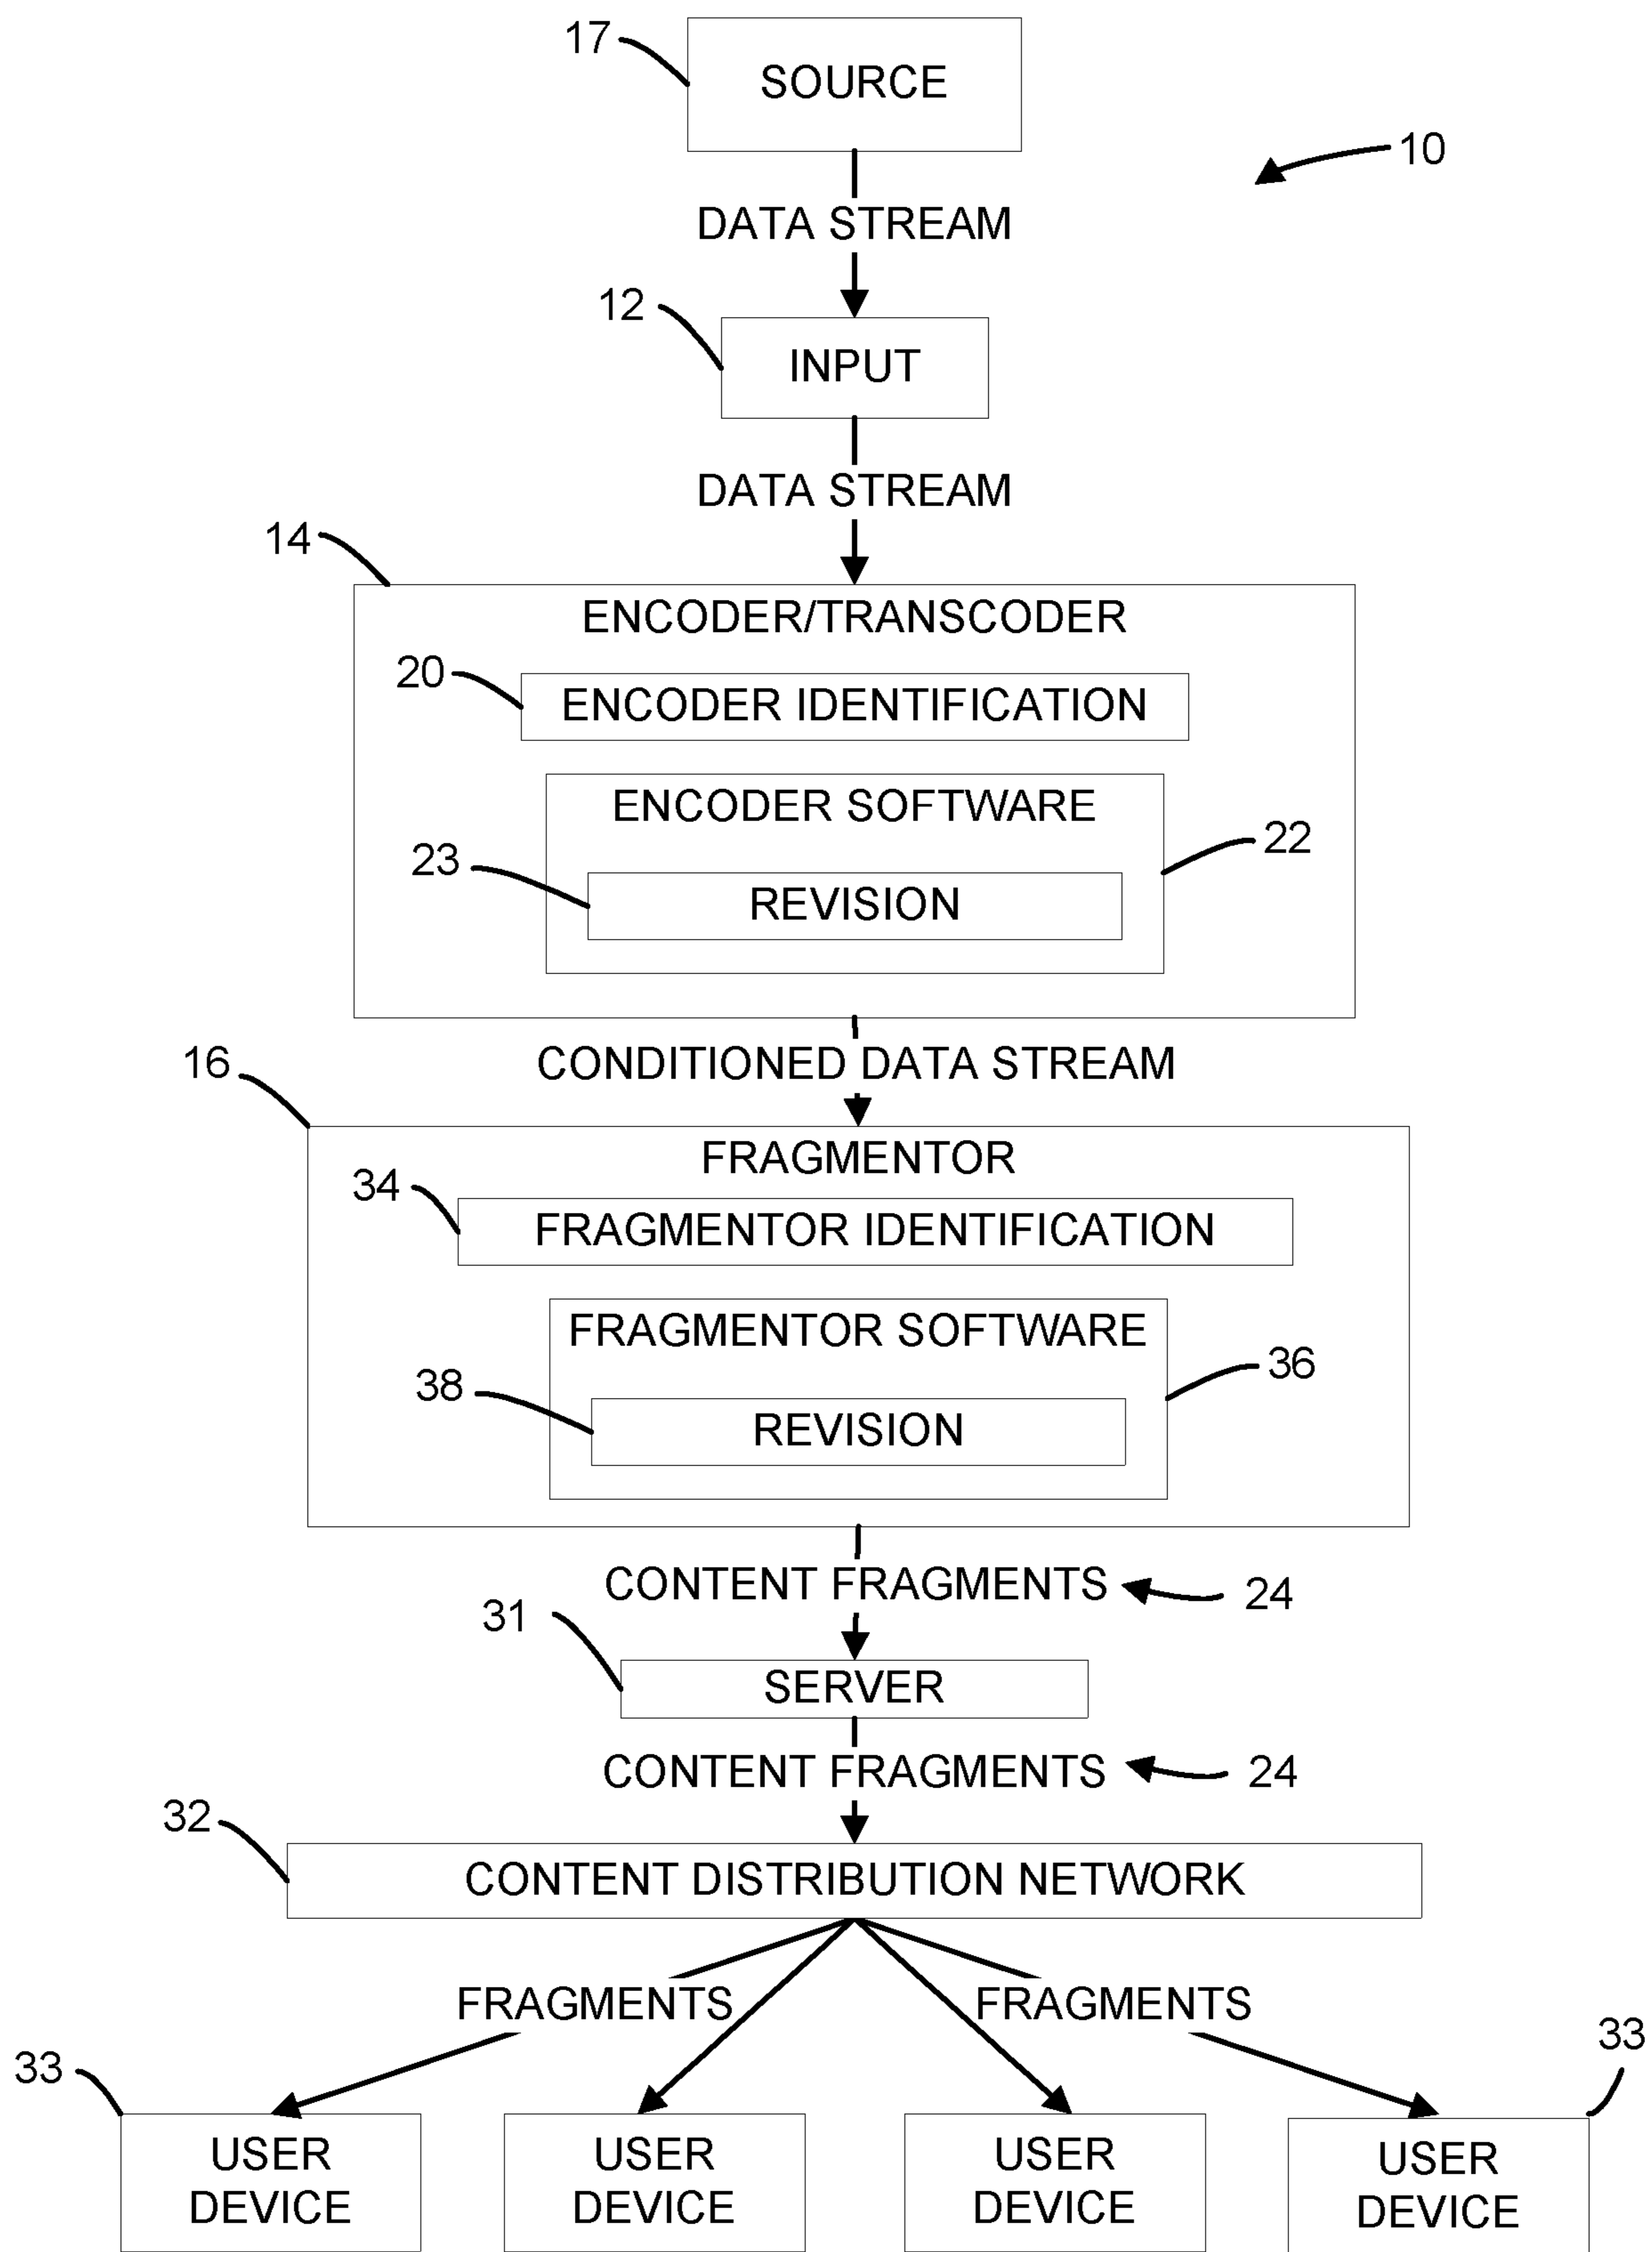 17
SOURCE
10
DATA STREAM
12
INPUT
DATA STREAM
14
ENCODER/TRANSCODER
20
ENCODER IDENTIFICATION
ENCODER SOFTWARE
22
23
REVISION
16
CONDITIONED DATA STREAM
FRAGMENTOR
34
FRAGMENTOR IDENTIFICATION
FRAGMENTOR SOFTWARE
36
38
REVISION
CONTENT FRAGMENTS
24
31
SERVER
CONTENT FRAGMENTS
24
32
CONTENT DISTRIBUTION NETWORK
FRAGMENTS
FRAGMENTS
33
33
USER
DEVICE
USER
DEVICE
USER
DEVICE
USER
DEVICE